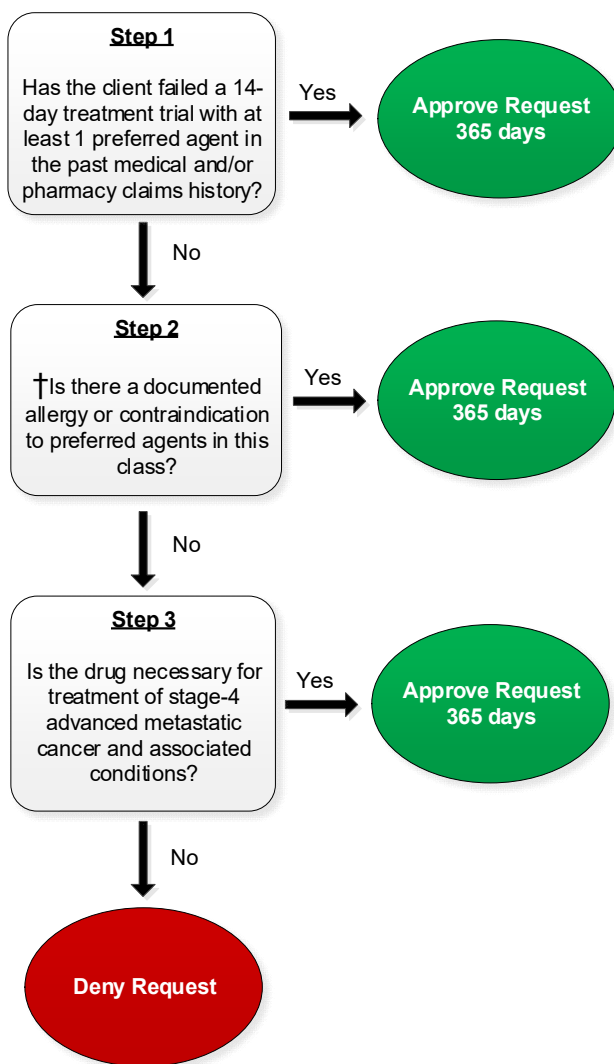 Step 1
Has the client failed a 14-
day treatment trial with at
least 1 preferred agent in
the past medical and/or
pharmacy claims history?
Yes
Approve Request
365 days
No
Step 2
†Is there a documented
allergy or contraindication
to preferred agents in this
class?
Yes
Approve Request
365 days
No
Step 3
Is the drug necessary for
treatment of stage-4
advanced metastatic
cancer and associated
conditions?
Yes
Approve Request
365 days
No
Deny Request